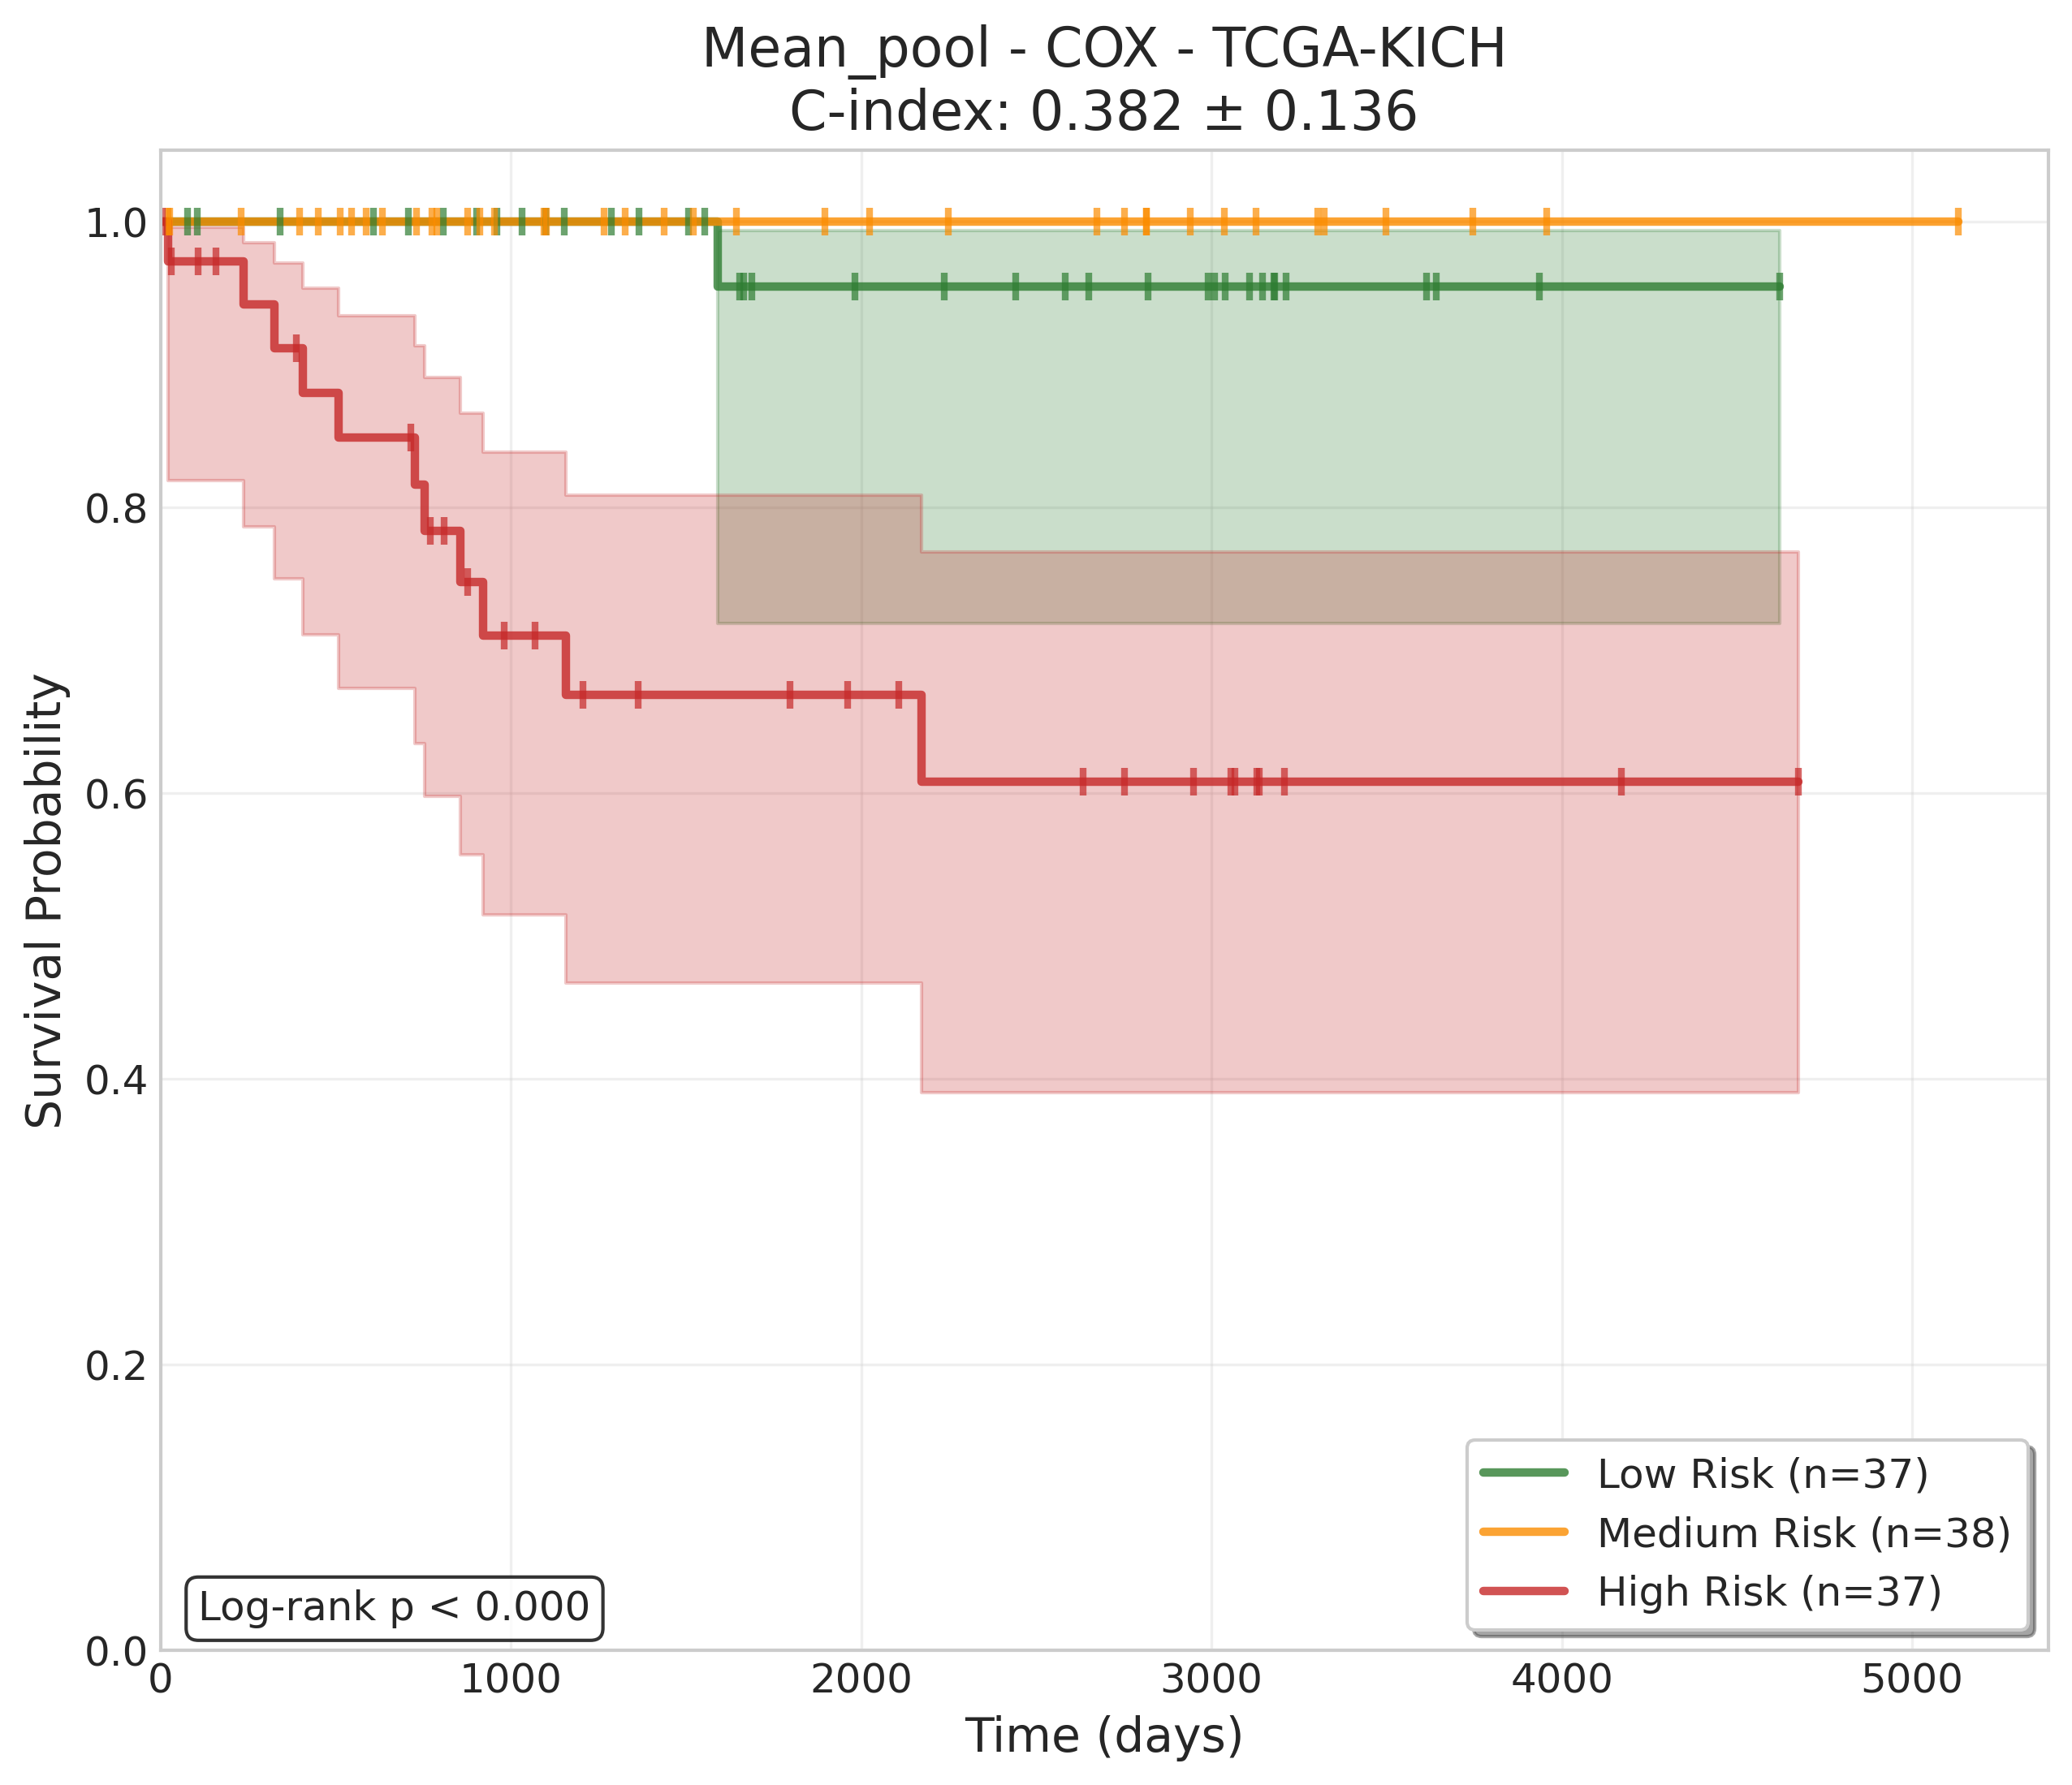 Mean_pool - COX - TCGA-KICH
C-index: 0.382 ± 0.136
Survival Probability
1.0
0.8
0.6
0.4
0.2
0.0
0
1000
2000
3000
4000
5000
Time (days)
Log-rank p < 0.000
Low Risk (n=37)
Medium Risk (n=38)
High Risk (n=37)